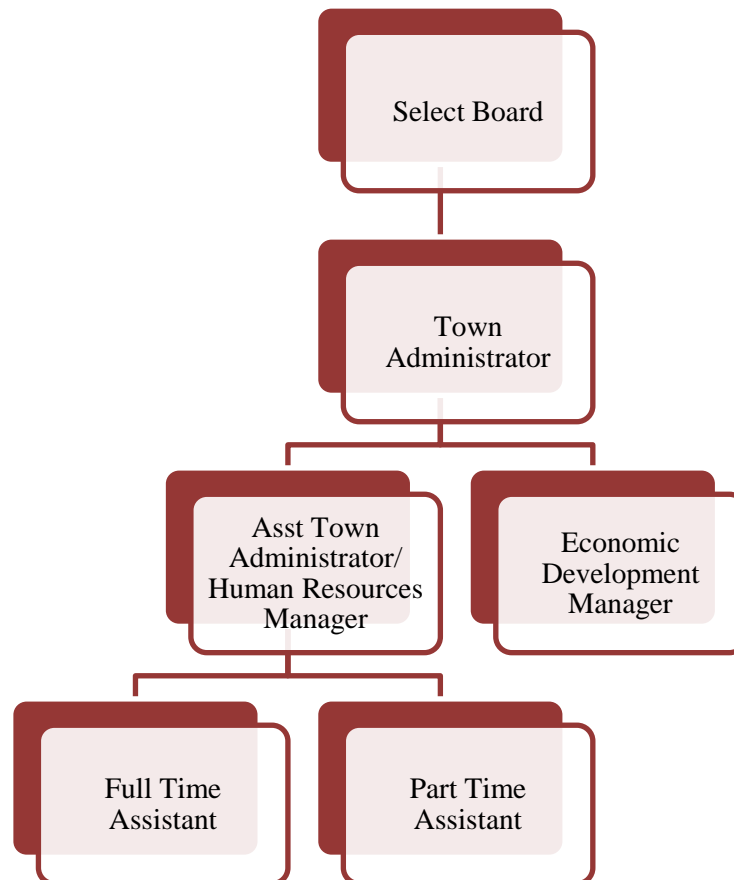 Select Board
Town
Administrator
Asst Town
Administrator/
Human Resources
Manager
Economic
Development
Manager
Full Time
Assistant
Part Time
Assistant